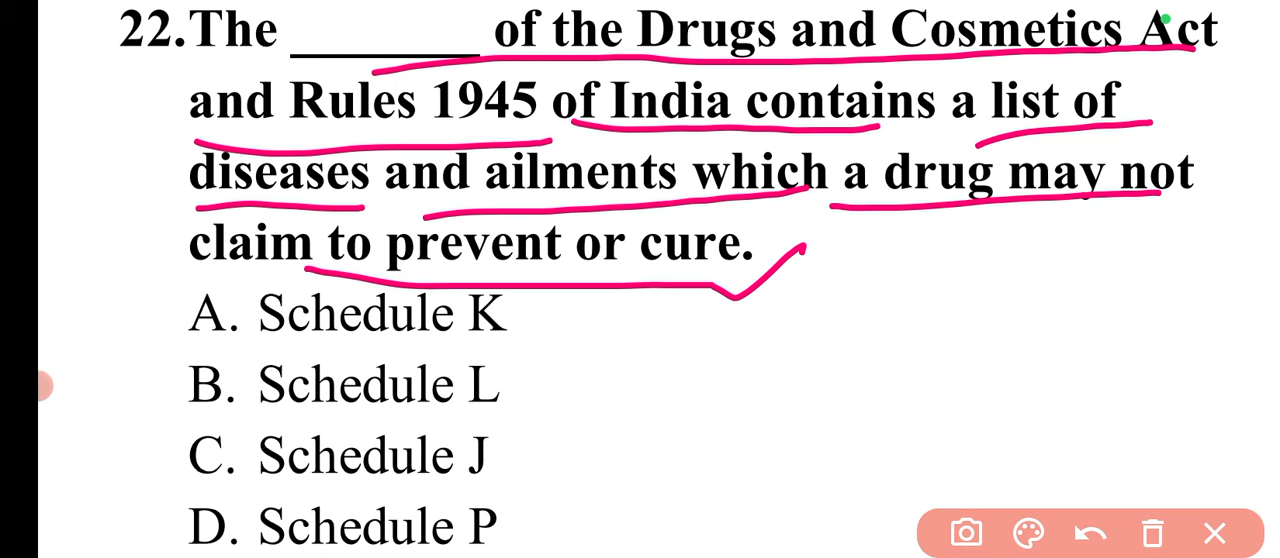 22.The ________ of the Drugs and Cosmetics Act
and Rules 1945 of India contains a list of
diseases and ailments which a drug may not
claim to prevent or cure.
A. Schedule K
B. Schedule L
C. Schedule J
D. Schedule P